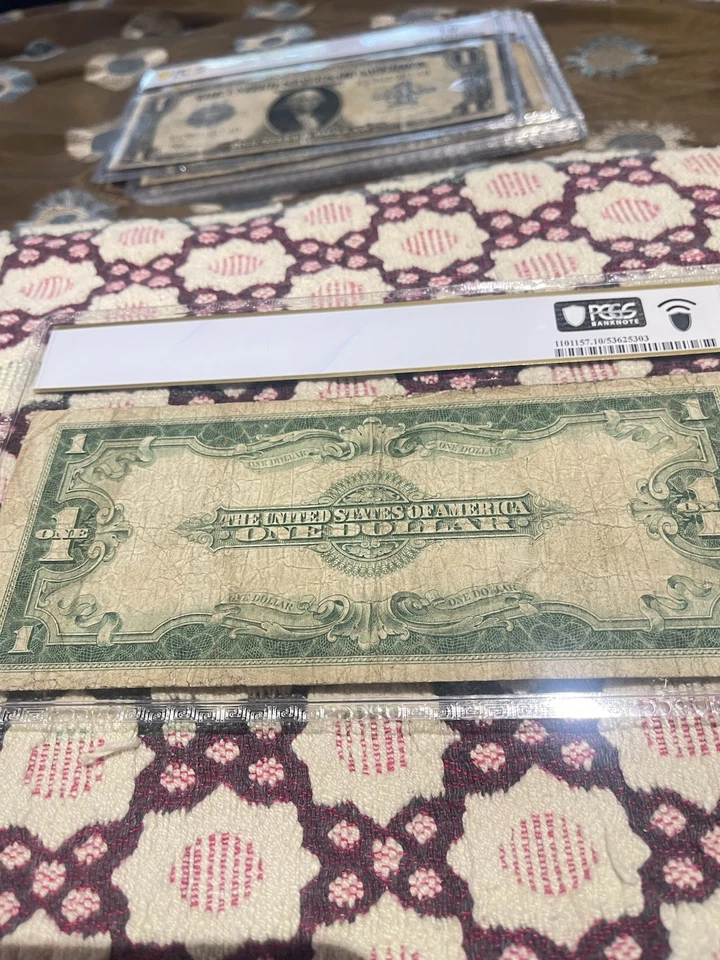 PCGS
BANKNOTE
1101157.10/53625303
1
1
ONE DOLLAR
ONE DOLLAR
THE UNITED STATES OF AMERICA
ONE DOLLAR
1
ONE
1
ONE DOLLAR
ONE DOLLAR
1